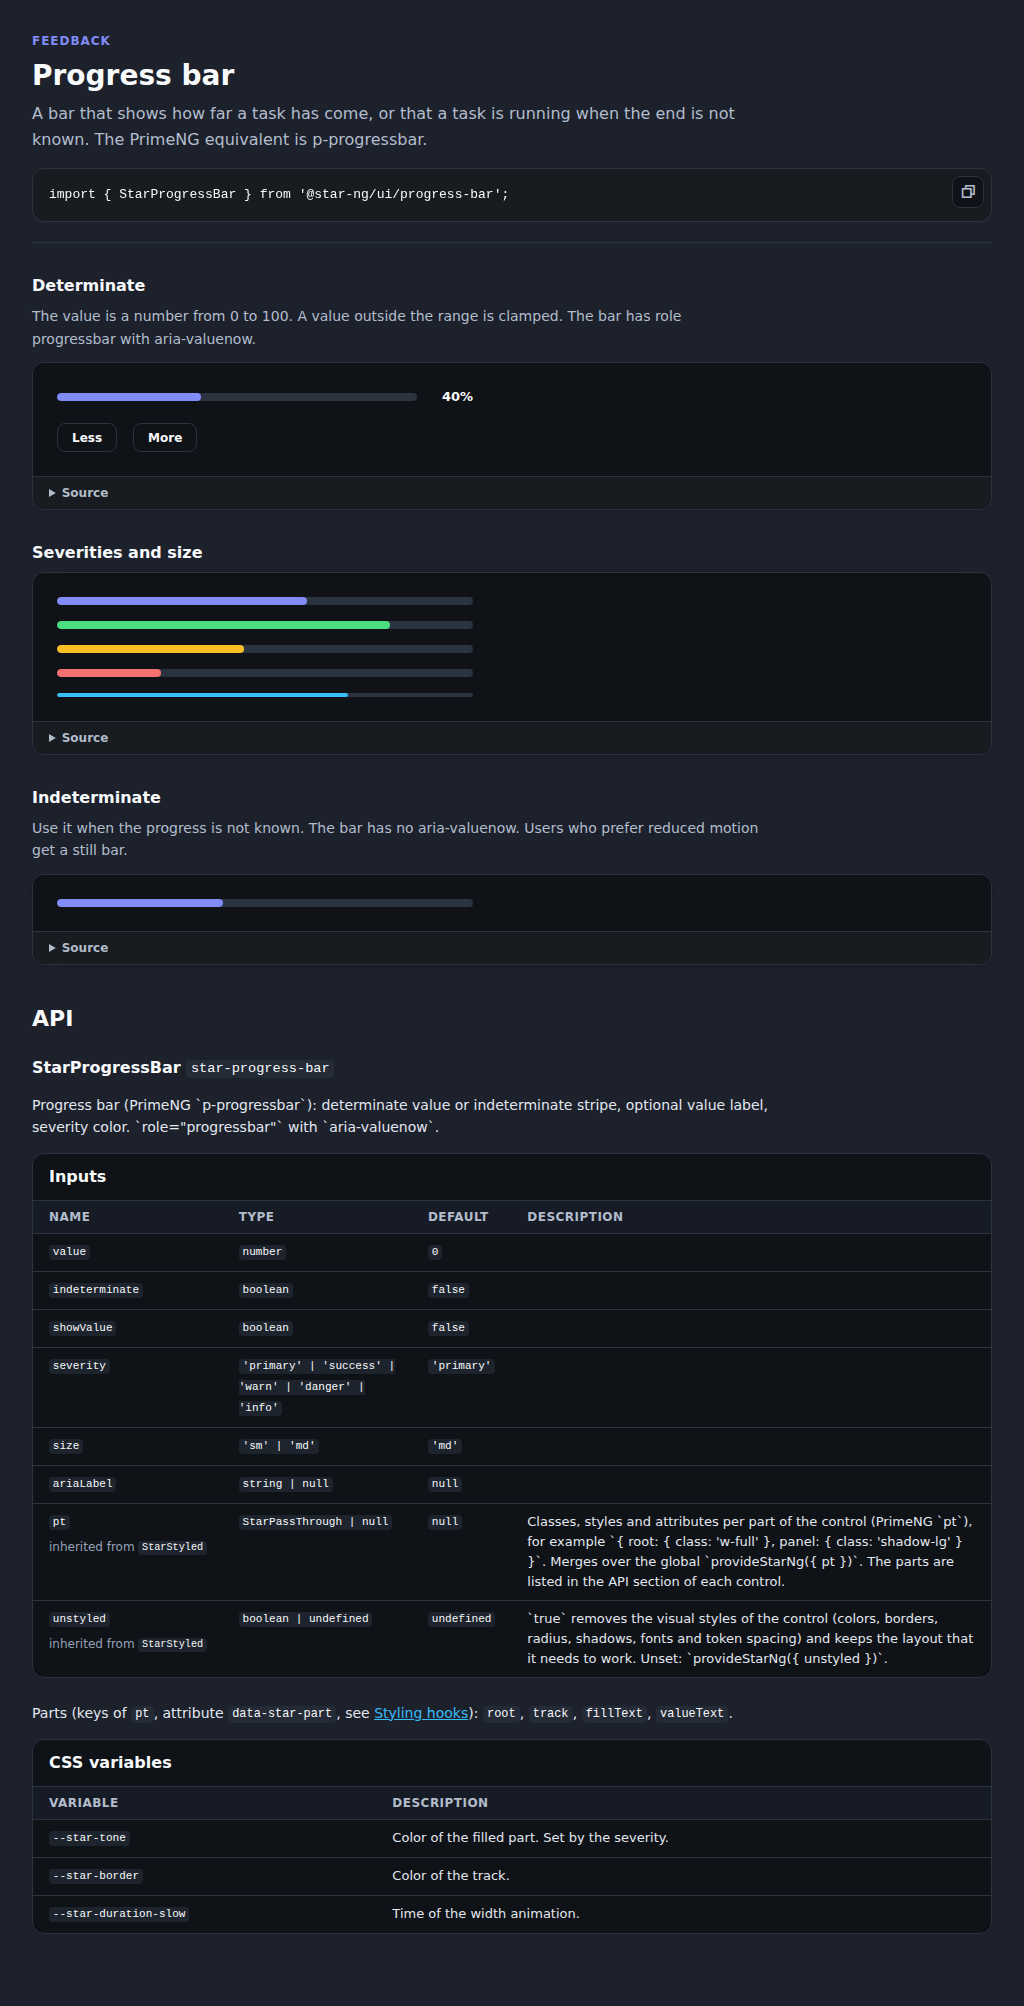 FEEDBACK
Progress bar
A bar that shows how far a task has come, or that a task is running when the end is not
known. The PrimeNG equivalent is p-progressbar.
import { StarProgressBar } from '@star-ng/ui/progress-bar';
Determinate
The value is a number from 0 to 100. A value outside the range is clamped. The bar has role
progressbar with aria-valuenow.
40%
Less More
Source
Severities and size
Source
Indeterminate
Use it when the progress is not known. The bar has no aria-valuenow. Users who prefer reduced motion
get a still bar.
Source
API
StarProgressBar star-progress-bar
Progress bar (PrimeNG `p-progressbar`): determinate value or indeterminate stripe, optional value label,
severity color. `role="progressbar"` with `aria-valuenow`.
Inputs
NAME TYPE DEFAULT DESCRIPTION
value number 0
indeterminate boolean false
showValue boolean false
severity 'primary' | 'success' | 'primary'
'warn' | 'danger' |
'info'
size 'sm' | 'md' 'md'
ariaLabel string | null null
pt StarPassThrough | null null Classes, styles and attributes per part of the control (PrimeNG `pt`),
inherited from StarStyled for example `{ root: { class: 'w-full' }, panel: { class: 'shadow-lg' }
}`. Merges over the global `provideStarNg({ pt })`. The parts are
listed in the API section of each control.
unstyled boolean | undefined undefined `true` removes the visual styles of the control (colors, borders,
inherited from StarStyled radius, shadows, fonts and token spacing) and keeps the layout that
it needs to work. Unset: `provideStarNg({ unstyled })`.
Parts (keys of pt, attribute data-star-part, see Styling hooks): root, track, fillText, valueText.
CSS variables
VARIABLE DESCRIPTION
--star-tone Color of the filled part. Set by the severity.
--star-border Color of the track.
--star-duration-slow Time of the width animation.